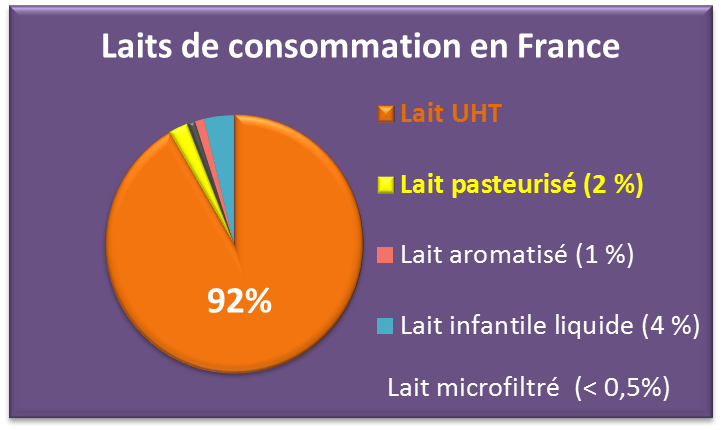 Laits de consommation en France
Lait UHT
Lait pasteurisé (2 %)
Lait aromatisé (1 %)
Lait infantile liquide (4 %)
Lait microfiltré (< 0,5%)
92%